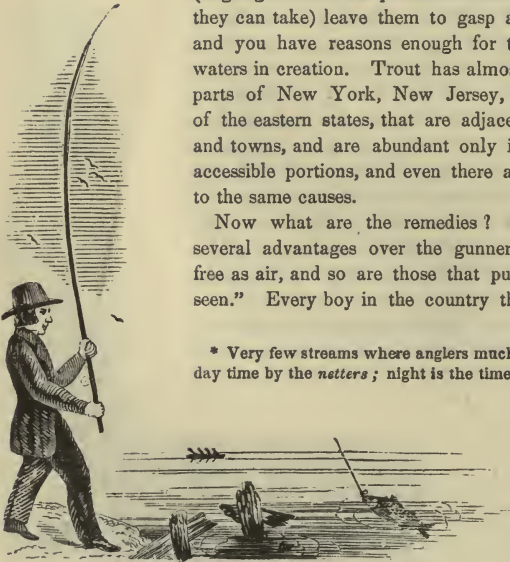 they can take) leave them to gasp a
and you have reasons enough for t
waters in creation. Trout has almos
parts of New York, New Jersey,
of the eastern states, that are adjace
and towns, and are abundant only i
accessible portions, and even there a
to the same causes.
Now what are the remedies ?
several advantages over the gunner
free as air, and so are those that pu
seen." Every boy in the country th
* Very few streams where anglers much
day time by the netters ; night is the time